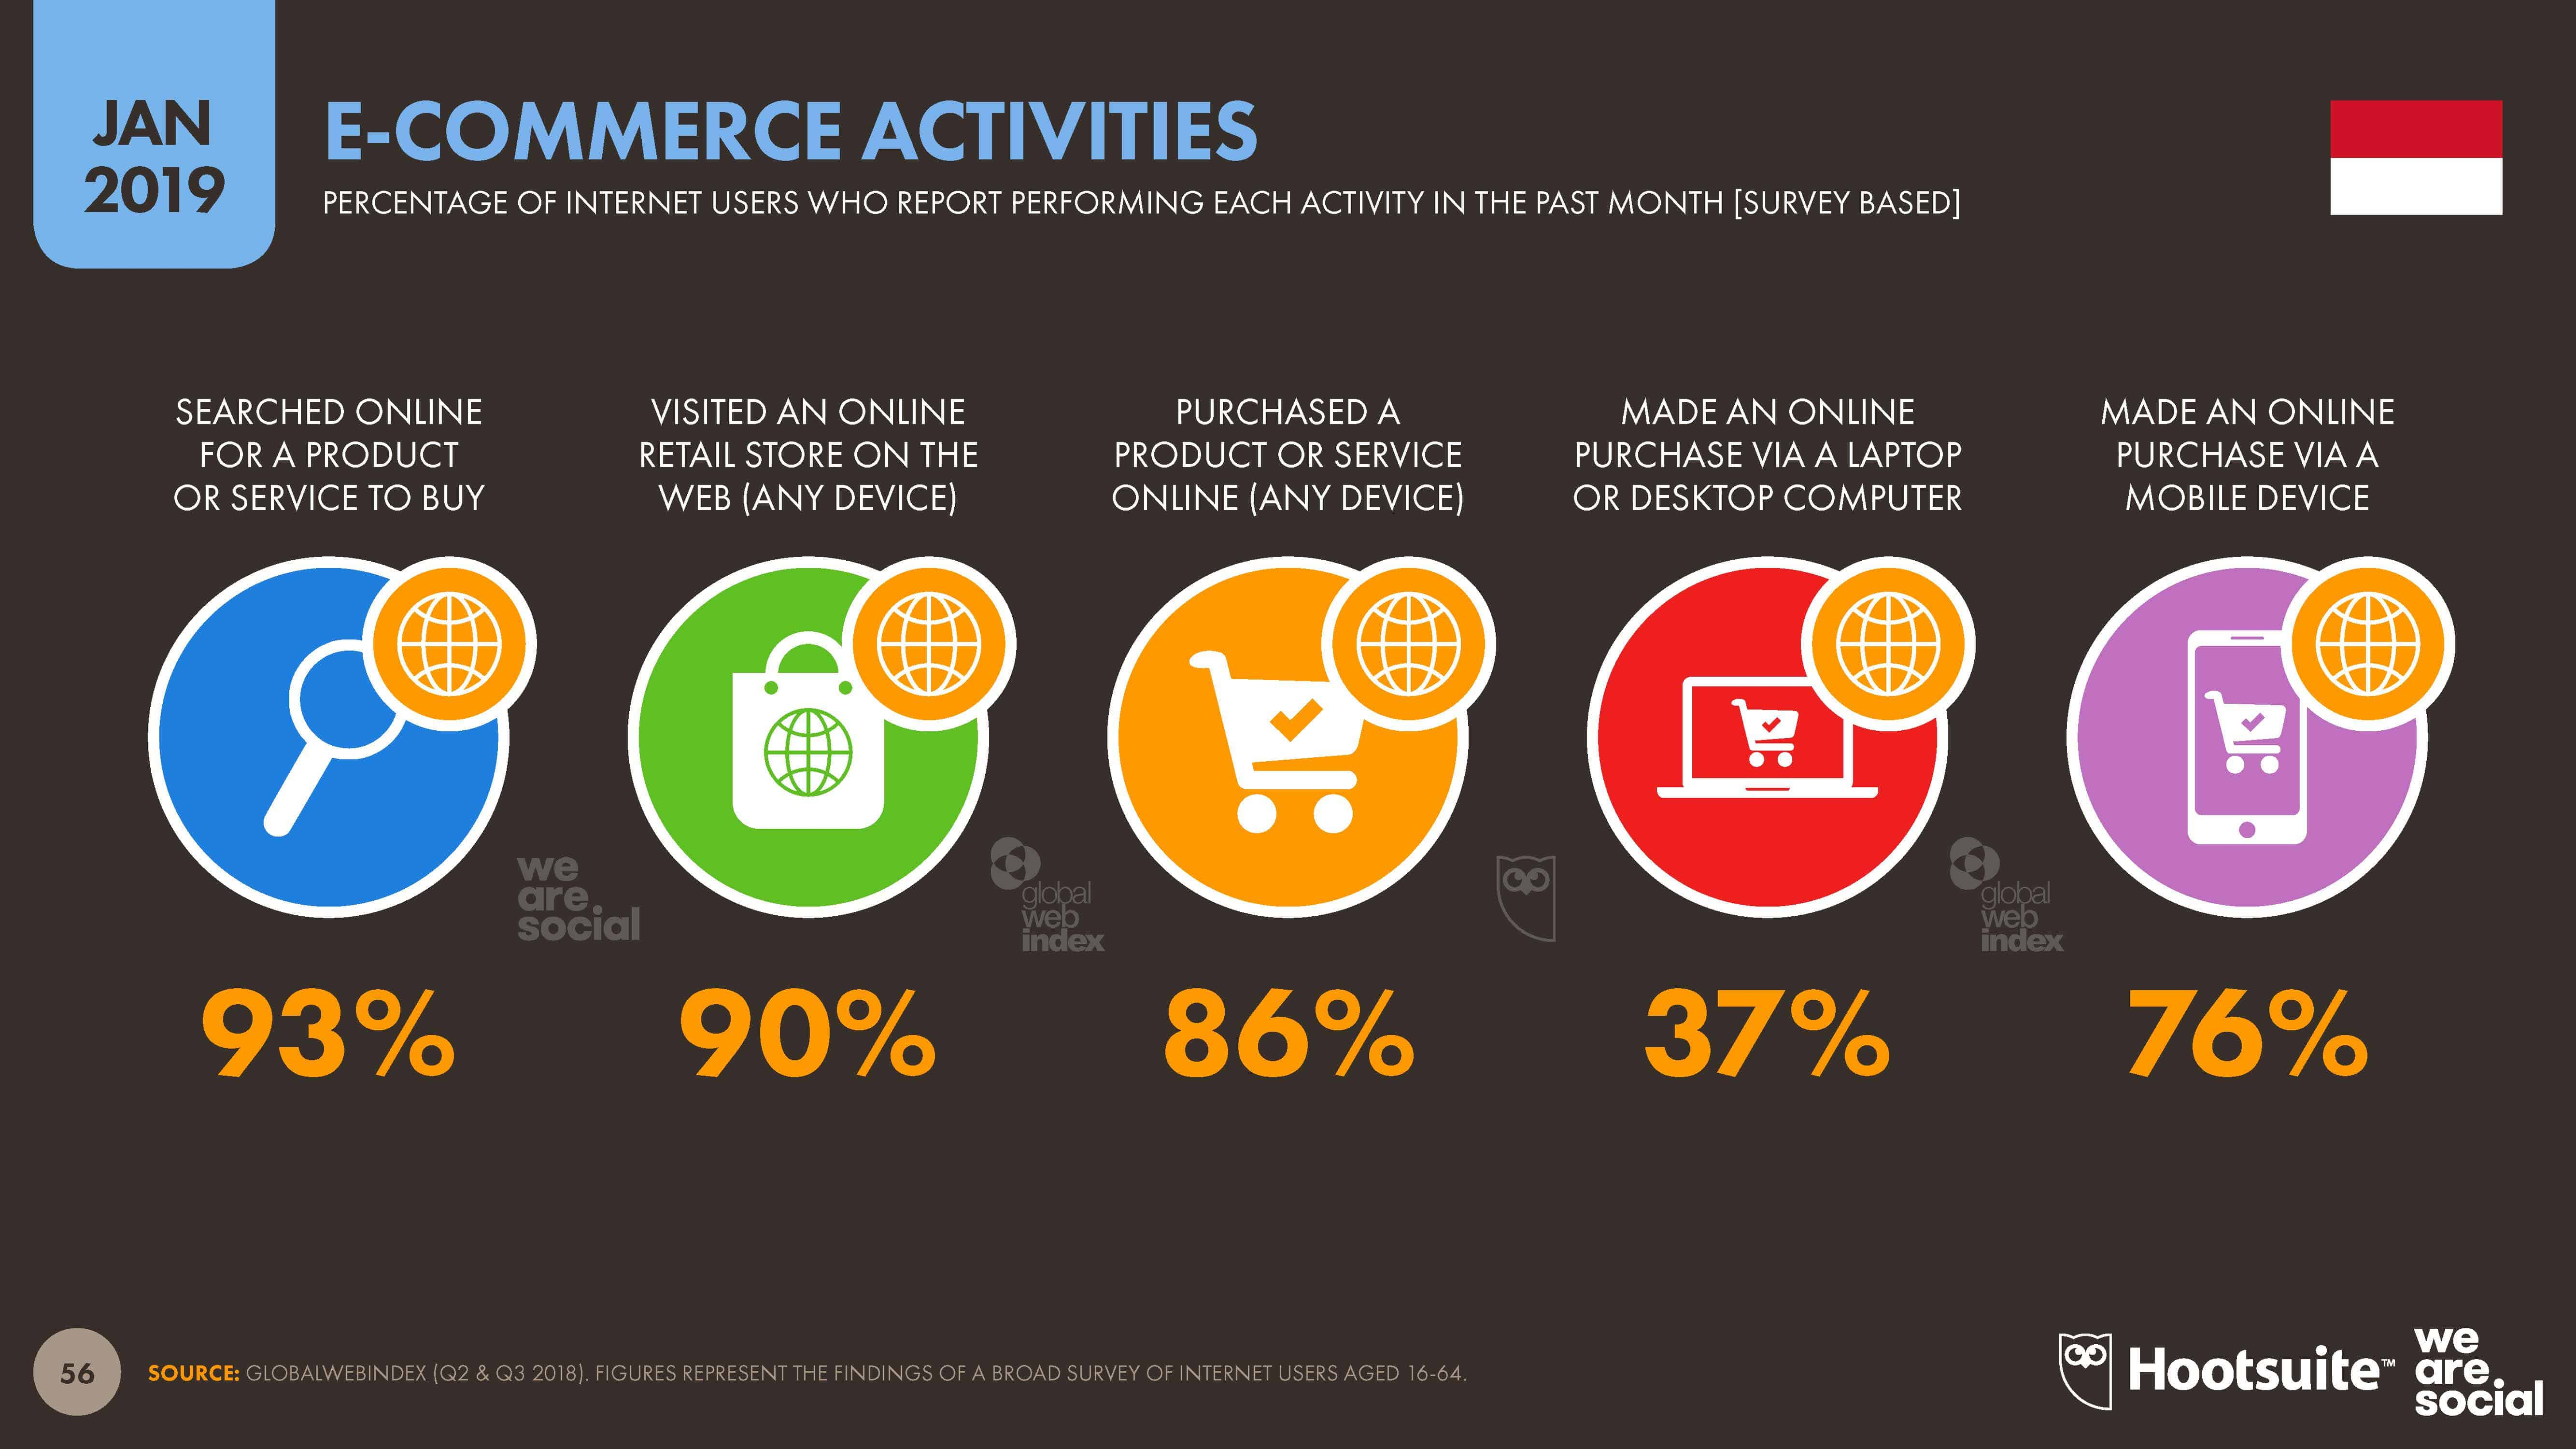 JAN
2019
E-COMMERCE ACTIVITIES
PERCENTAGE OF INTERNET USERS WHO REPORT PERFORMING EACH ACTIVITY IN THE PAST MONTH [SURVEY BASED]
SEARCHED ONLINE
FOR A PRODUCT
OR SERVICE TO BUY
VISITED AN ONLINE
RETAIL STORE ON THE
WEB (ANY DEVICE)
PURCHASED A
PRODUCT OR SERVICE
ONLINE (ANY DEVICE)
MADE AN ONLINE
PURCHASE VIA A LAPTOP
OR DESKTOP COMPUTER
MADE AN ONLINE
PURCHASE VIA A
MOBILE DEVICE
we
are
social
global
web
index
global
web
index
93%
90%
86%
37%
76%
56
SOURCE: GLOBALWEBINDEX (Q2 & Q3 2018). FIGURES REPRESENT THE FINDINGS OF A BROAD SURVEY OF INTERNET USERS AGED 16-64.
Hootsuite™
we
are
social